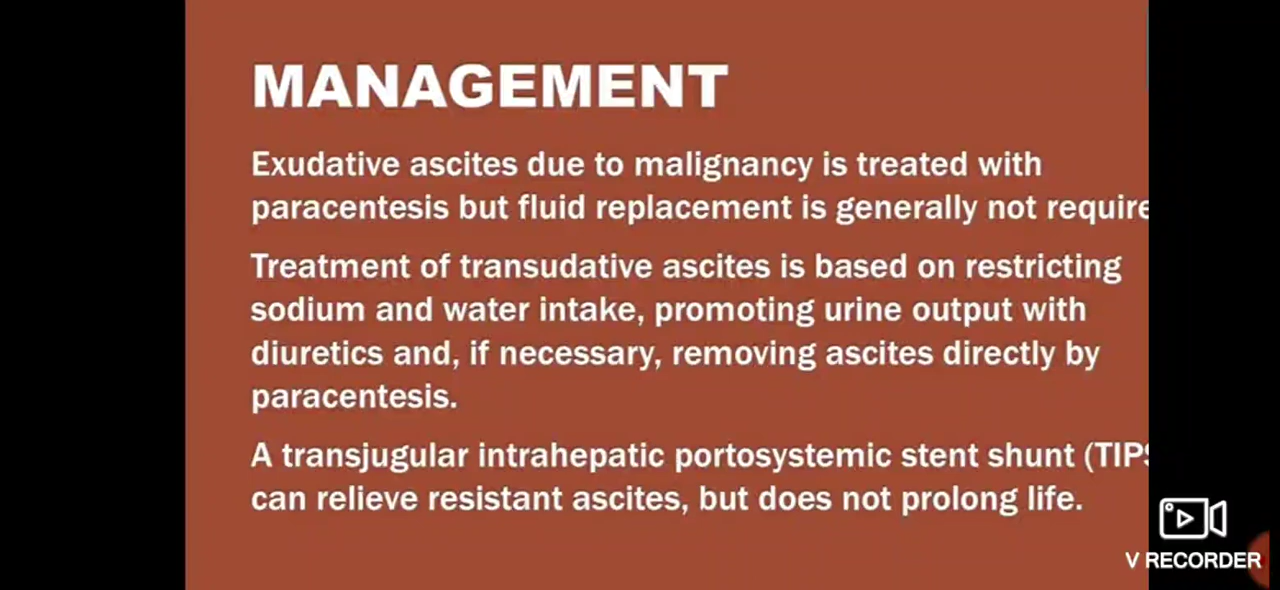 MANAGEMENT
Exudative ascites due to malignancy is treated with
paracentesis but fluid replacement is generally not require
Treatment of transudative ascites is based on restricting
sodium and water intake, promoting urine output with
diuretics and, if necessary, removing ascites directly by
paracentesis.
A transjugular intrahepatic portosystemic stent shunt (TIPS
can relieve resistant ascites, but does not prolong life.
V RECORDER